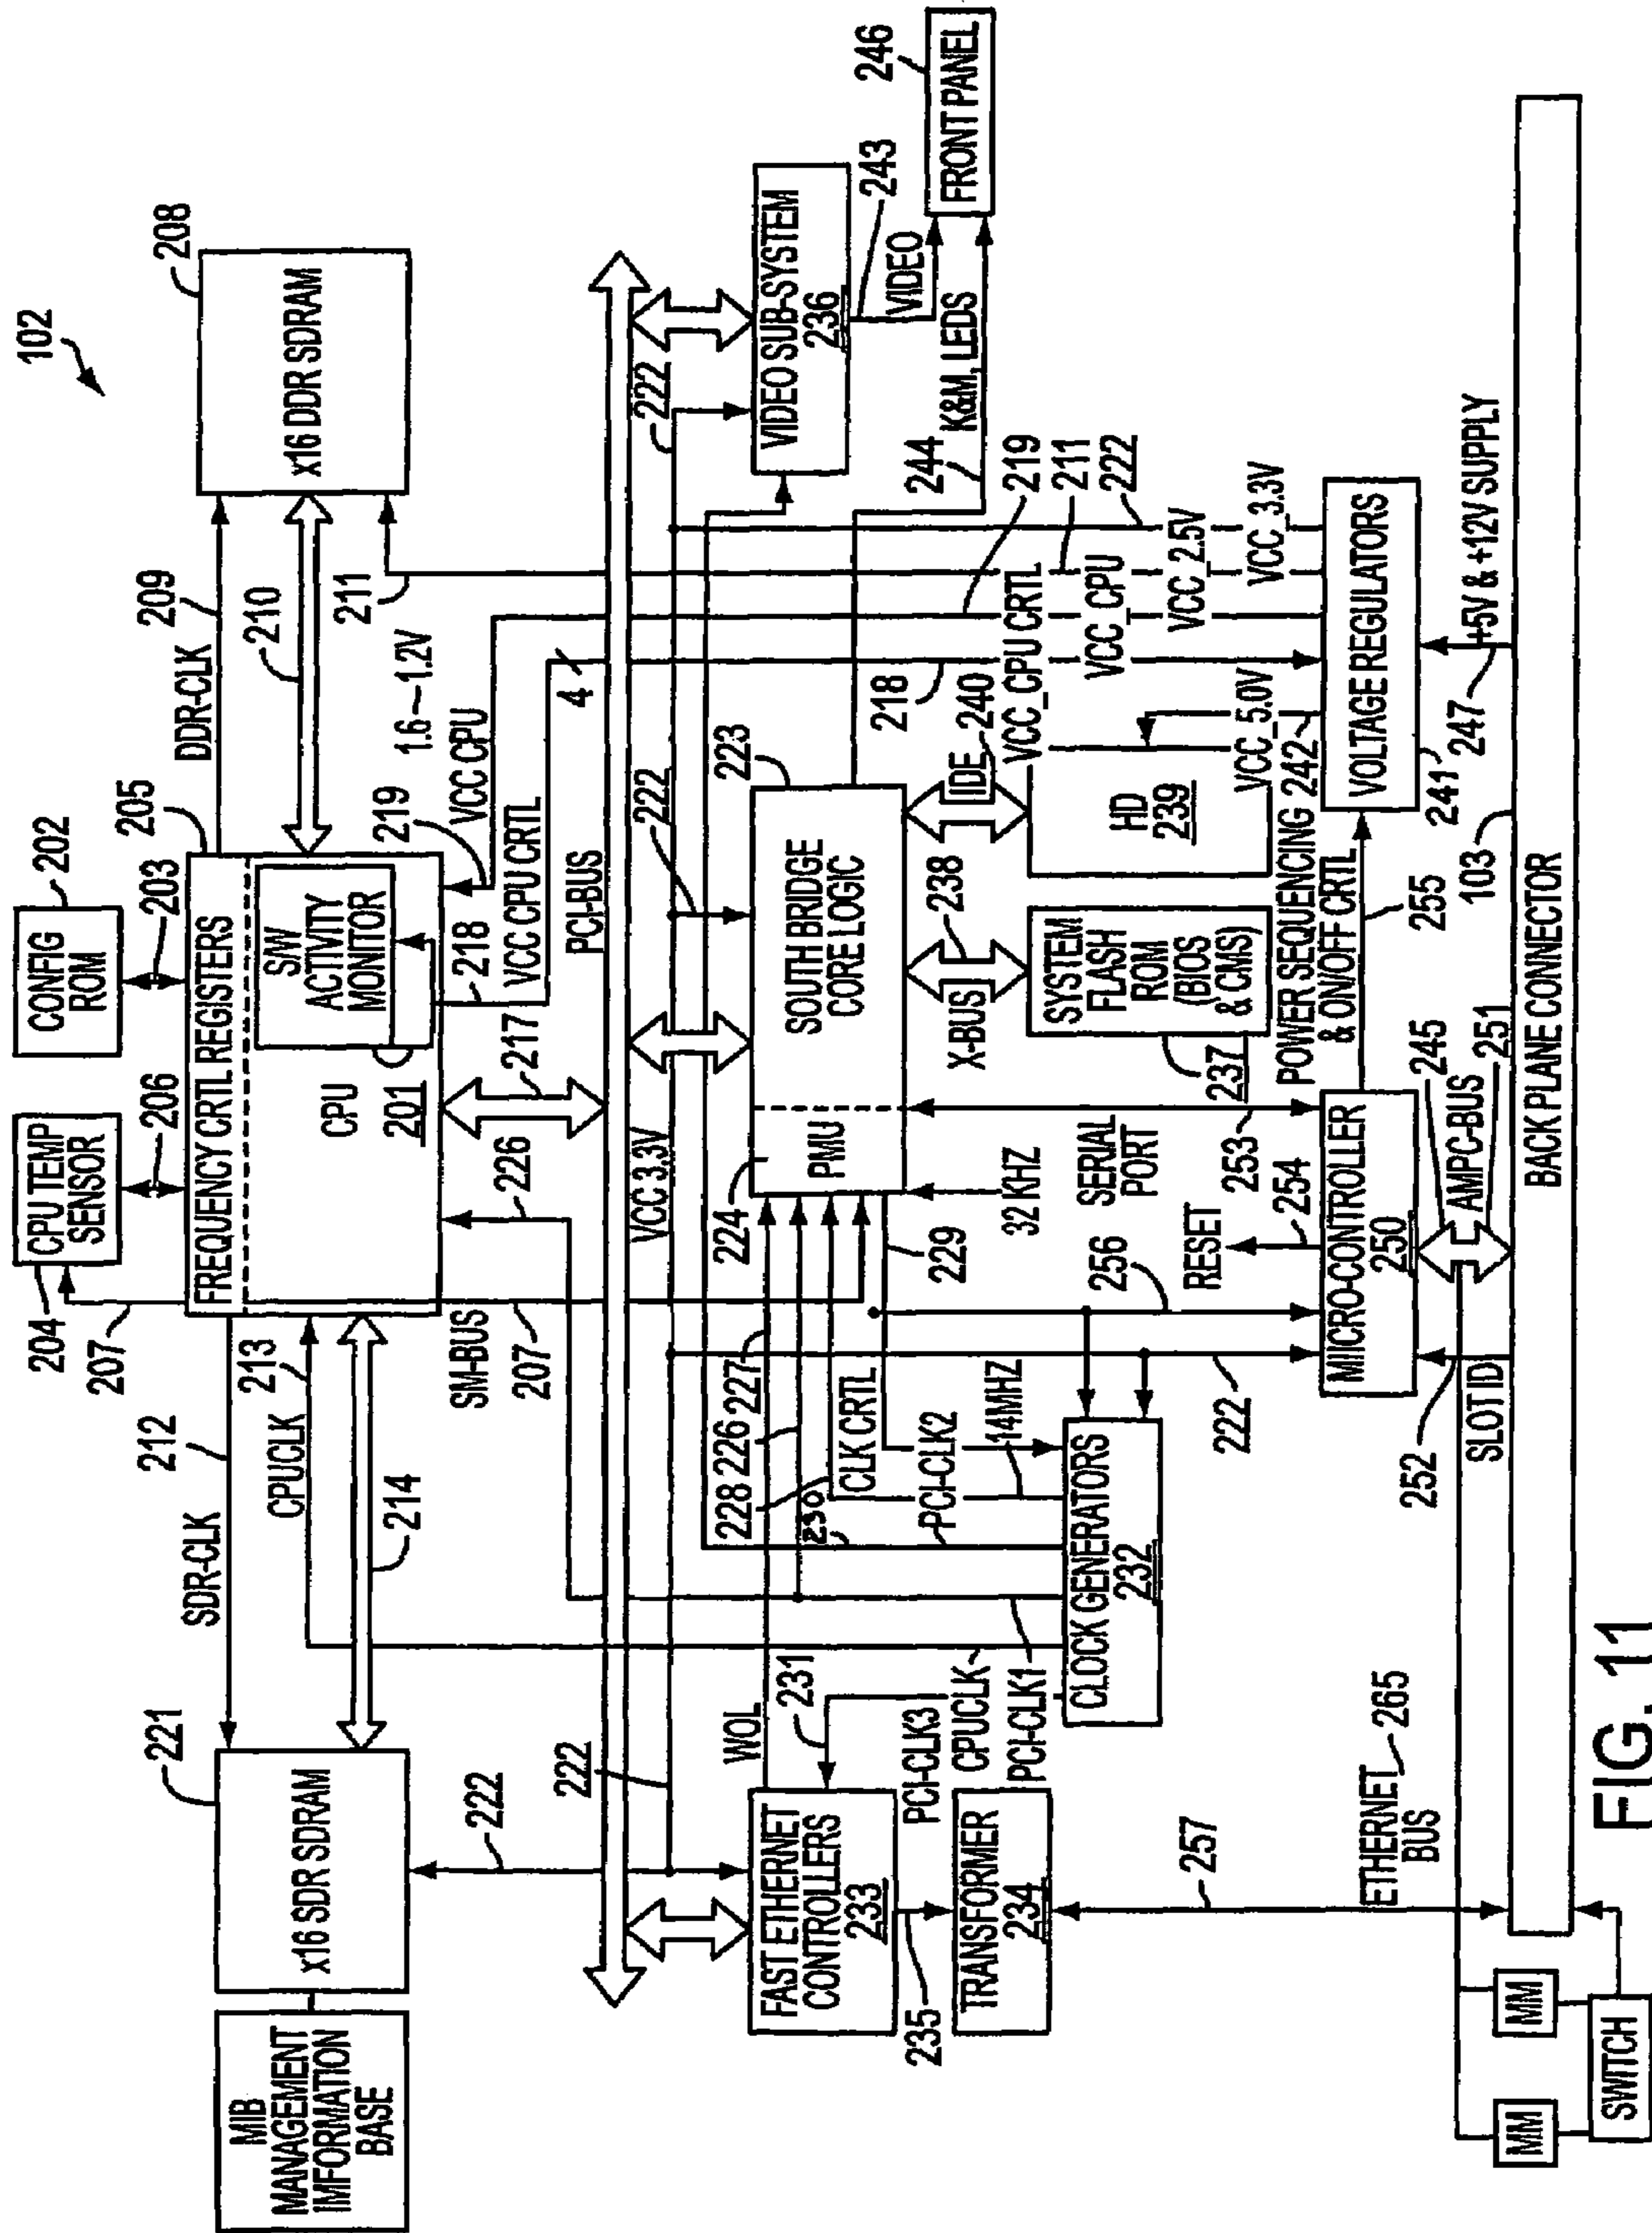 102
MIB
MANAGEMENT
IMFORMATION
BASE
221
x16 SDR SDRAM
222
212
SDR-CLK
213
CPUCLK
214
204
207
CPU TEMP
SENSOR
206
CONFIG
ROM
202
203
205
FREQUENCY CRTL REGISTERS
S/W
ACTIVITY
MONITOR
CPU
201
DDR-CLK
209
210
211
208
x16 DDR SDRAM
1.6~1.2V
VCC CPU
219
218
VCC CPU CRTL
4
217
226
SM-BUS
207
PCI-BUS
VCC 3.3V
222
222
222
WOL
231
227
226
228
230
CLK CRTL
PCI-CLK2
14MHZ
229
224
PMU
SOUTH BRIDGE
CORE LOGIC
223
VIDEO SUB-SYSTEM
236
243
VIDEO
246
FRONT PANEL
K&M, LEDS
244
FAST ETHERNET
CONTROLLERS
233
235
TRANSFORMER
234
PCI-CLK3
CPUCLK
PCI-CLK1
CLOCK GENERATORS
232
32 KHZ
256
222
RESET
254
SERIAL
PORT
253
X-BUS
238
SYSTEM
FLASH
ROM
(BIOS
& CMS)
237
IDE
240
HD
239
VCC_5.0V
242
218
VCC_CPU CRTL
VCC_CPU
VCC_2.5V
VCC_3.3V
219
211
222
POWER SEQUENCING
& ON/OFF CRTL
255
VOLTAGE REGULATORS
241
247
+5V & +12V SUPPLY
MIICRO-CONTROLLER
250
245
AMPC-BUS
251
252
SLOT ID
103
BACK PLANE CONNECTOR
257
ETHERNET
BUS
265
MM
MM
SWITCH
FIG. 11